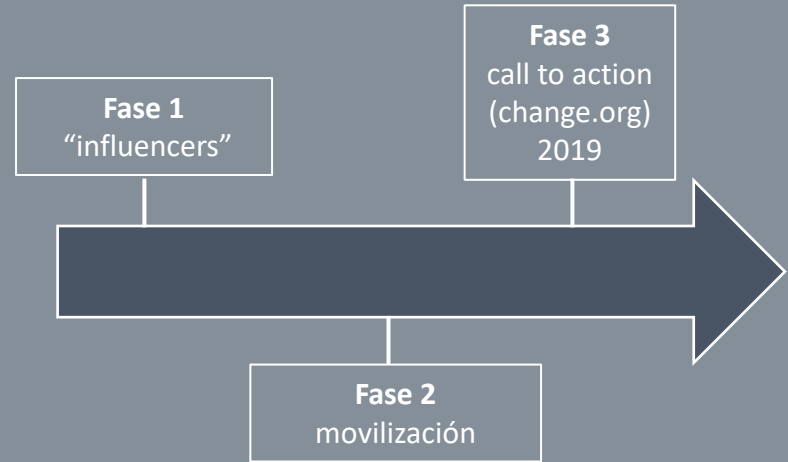 Fase 1
“influencers”
Fase 2
movilización
Fase 3
call to action
(change.org)
2019